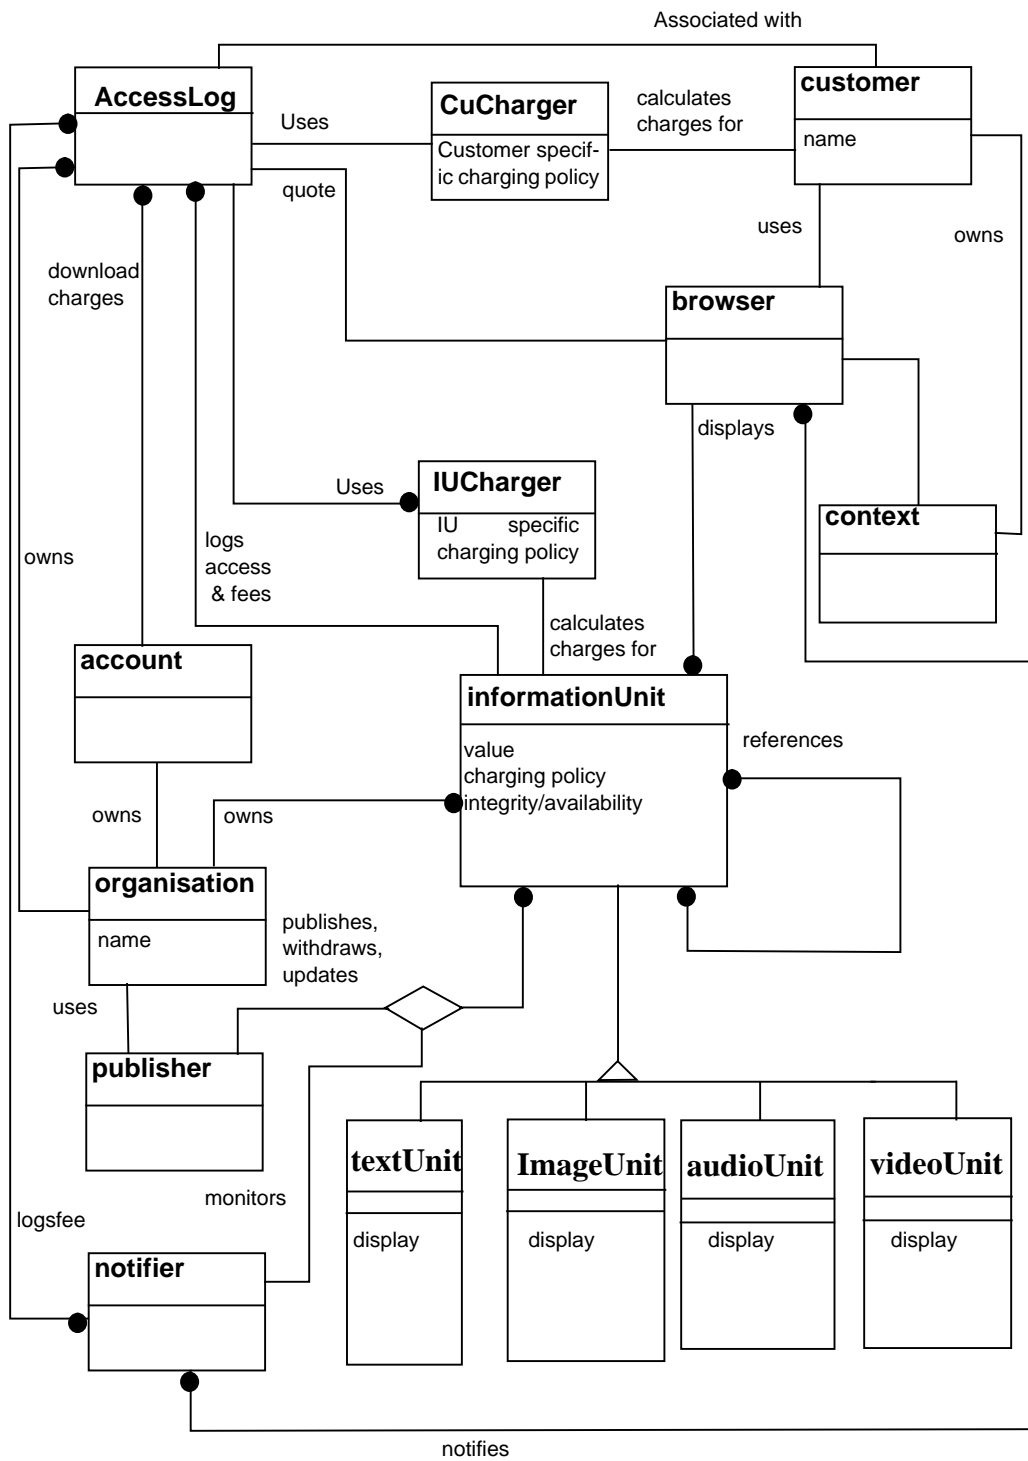 Associated with
AccessLog
CuCharger
customer
Uses
calculates
charges for
Customer specif-
ic charging policy
name
quote
uses
owns
download
charges
browser
displays
Uses
IUCharger
IU specific
charging policy
context
logs
access
& fees
owns
calculates
charges for
account
informationUnit
value
charging policy
integrity/availability
references
owns
owns
organisation
name
publishes,
withdraws,
updates
uses
publisher
textUnit
ImageUnit
audioUnit
videoUnit
monitors
logsfee
display
display
display
display
notifier
notifies